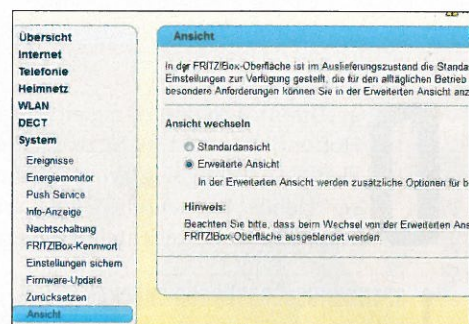 Übersicht
Internet
Telefonie
Heimnetz
WLAN
DECT
System
Ereignisse
Energiemonitor
Push Service
Info-Anzeige
Nachtschaltung
FRITZ!Box-Kennwort
Einstellungen sichern
Firmware-Update
Zurücksetzen
Ansicht
Ansicht
In der FRITZ!Box-Oberfläche ist im Auslieferungszustand die Standa
Einstellungen zur Verfügung gestellt, die für den alltäglichen Betrieb
besondere Anforderungen können Sie in der Erweiterten Ansicht anz
Ansicht wechseln
Standardansicht
Erweiterte Ansicht
In der Erweiterten Ansicht werden zusätzliche Optionen für b
Hinweis:
Beachten Sie bitte, dass beim Wechsel von der Erweiterten Ans
FRITZ!Box-Oberfläche ausgeblendet werden.